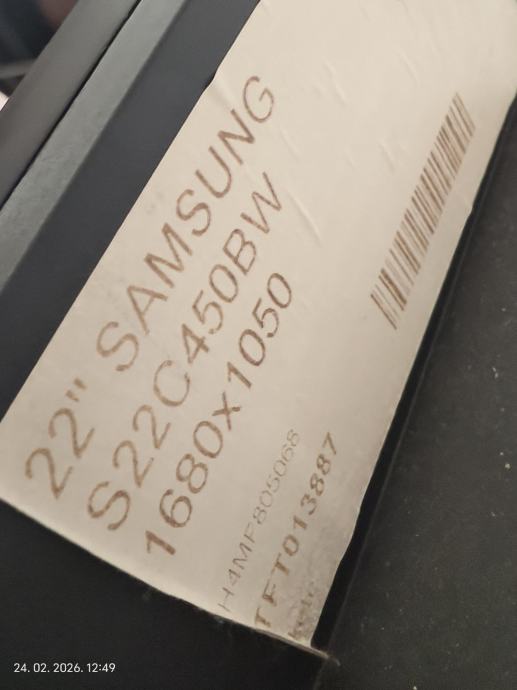 22" SAMSUNG
S22C450BW
1680x1050
H4MF805068
TFT013887
24. 02. 2026. 12:49